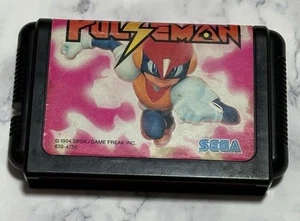 PULSEMAN
© 1994 SEGA / GAME FREAK INC.
SEGA